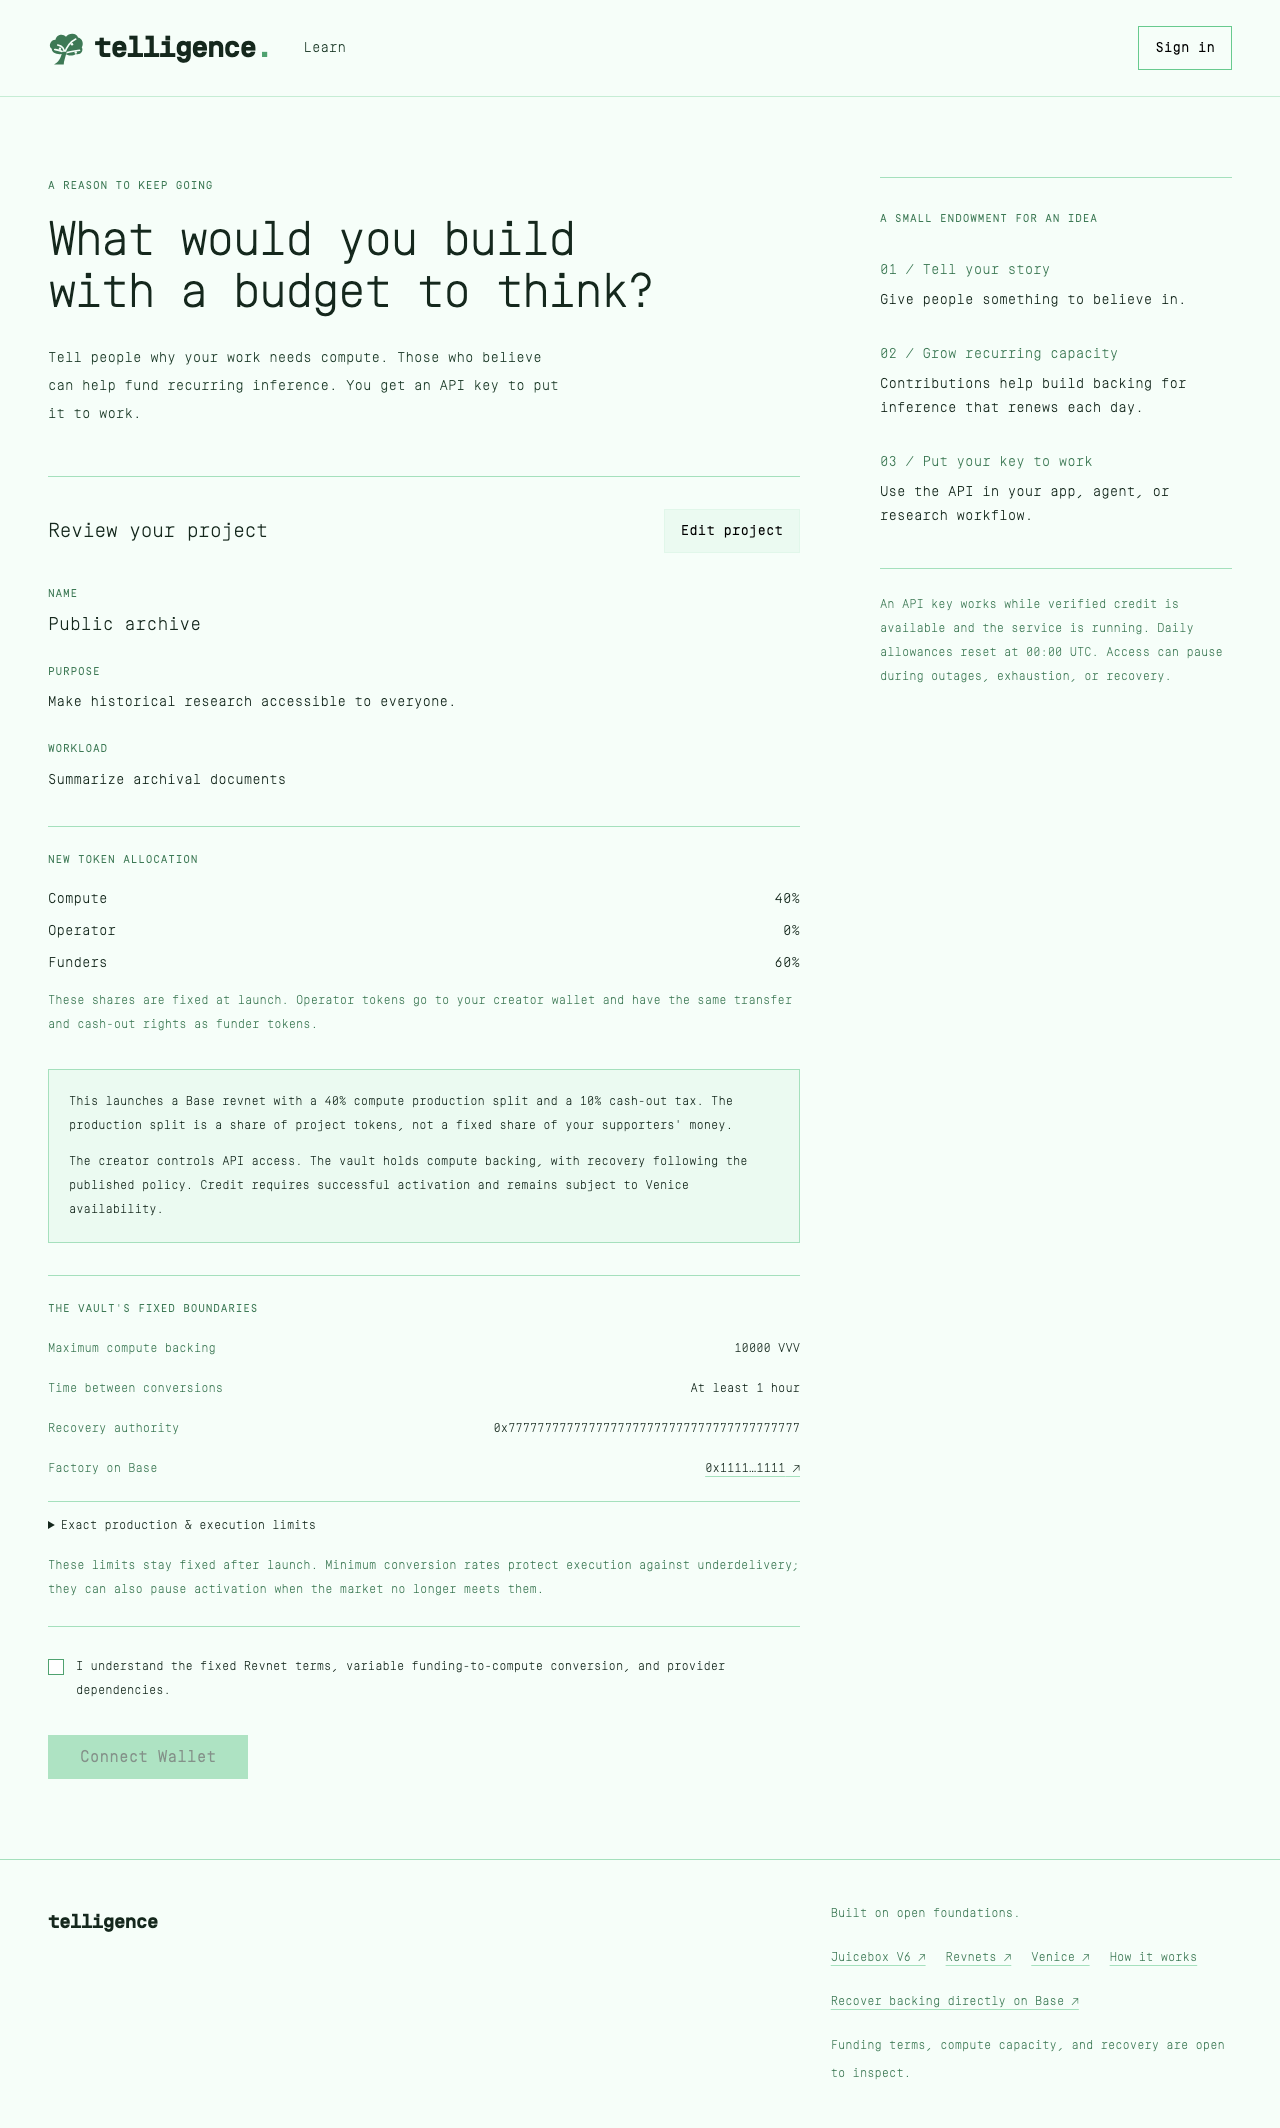 telligence.
Learn
Sign in
A REASON TO KEEP GOING
What would you build
with a budget to think?
Tell people why your work needs compute. Those who believe
can help fund recurring inference. You get an API key to put
it to work.
Review your project
Edit project
NAME
Public archive
PURPOSE
Make historical research accessible to everyone.
WORKLOAD
Summarize archival documents
NEW TOKEN ALLOCATION
Compute 40%
Operator 0%
Funders 60%
These shares are fixed at launch. Operator tokens go to your creator wallet and have the same transfer
and cash-out rights as funder tokens.
This launches a Base revnet with a 40% compute production split and a 10% cash-out tax. The
production split is a share of project tokens, not a fixed share of your supporters' money.
The creator controls API access. The vault holds compute backing, with recovery following the
published policy. Credit requires successful activation and remains subject to Venice
availability.
THE VAULT'S FIXED BOUNDARIES
Maximum compute backing 10000 VVV
Time between conversions At least 1 hour
Recovery authority 0x7777777777777777777777777777777777777777
Factory on Base 0x1111…1111 ↗
▶ Exact production & execution limits
These limits stay fixed after launch. Minimum conversion rates protect execution against underdelivery;
they can also pause activation when the market no longer meets them.
I understand the fixed Revnet terms, variable funding-to-compute conversion, and provider
dependencies.
Connect Wallet
A SMALL ENDOWMENT FOR AN IDEA
01 / Tell your story
Give people something to believe in.
02 / Grow recurring capacity
Contributions help build backing for
inference that renews each day.
03 / Put your key to work
Use the API in your app, agent, or
research workflow.
An API key works while verified credit is
available and the service is running. Daily
allowances reset at 00:00 UTC. Access can pause
during outages, exhaustion, or recovery.
telligence
Built on open foundations.
Juicebox V6 ↗ Revnets ↗ Venice ↗ How it works
Recover backing directly on Base ↗
Funding terms, compute capacity, and recovery are open
to inspect.